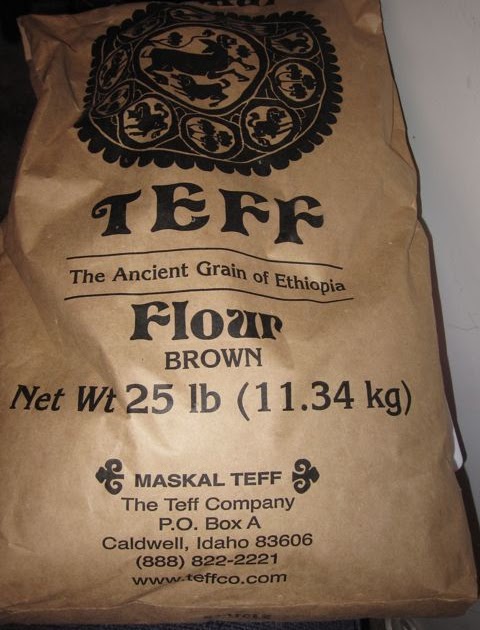 TEFF
The Ancient Grain of Ethiopia
Flour
BROWN
Net Wt 25 lb (11.34 kg)
MASKAL TEFF
The Teff Company
P.O. Box A
Caldwell, Idaho 83606
(888) 822-2221
www.teffco.com